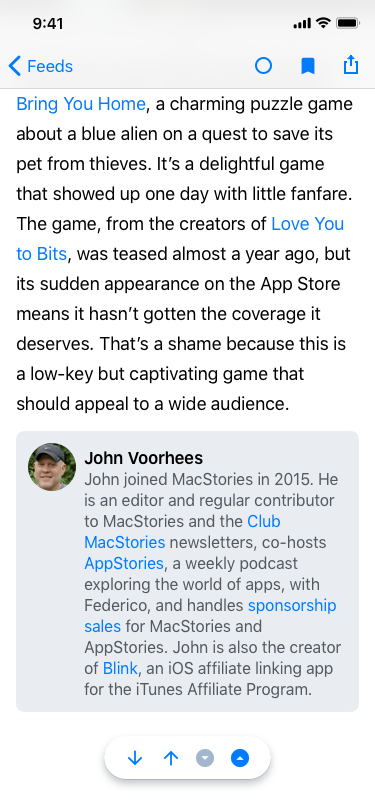 9:41
Feeds
Bring You Home, a charming puzzle game
about a blue alien on a quest to save its
pet from thieves. It’s a delightful game
that showed up one day with little fanfare.
The game, from the creators of Love You
to Bits, was teased almost a year ago, but
its sudden appearance on the App Store
means it hasn’t gotten the coverage it
deserves. That’s a shame because this is
a low-key but captivating game that
should appeal to a wide audience.
John Voorhees
John joined MacStories in 2015. He
is an editor and regular contributor
to MacStories and the Club
MacStories newsletters, co-hosts
AppStories, a weekly podcast
exploring the world of apps, with
Federico, and handles sponsorship
sales for MacStories and
AppStories. John is also the creator
of Blink, an iOS affiliate linking app
for the iTunes Affiliate Program.